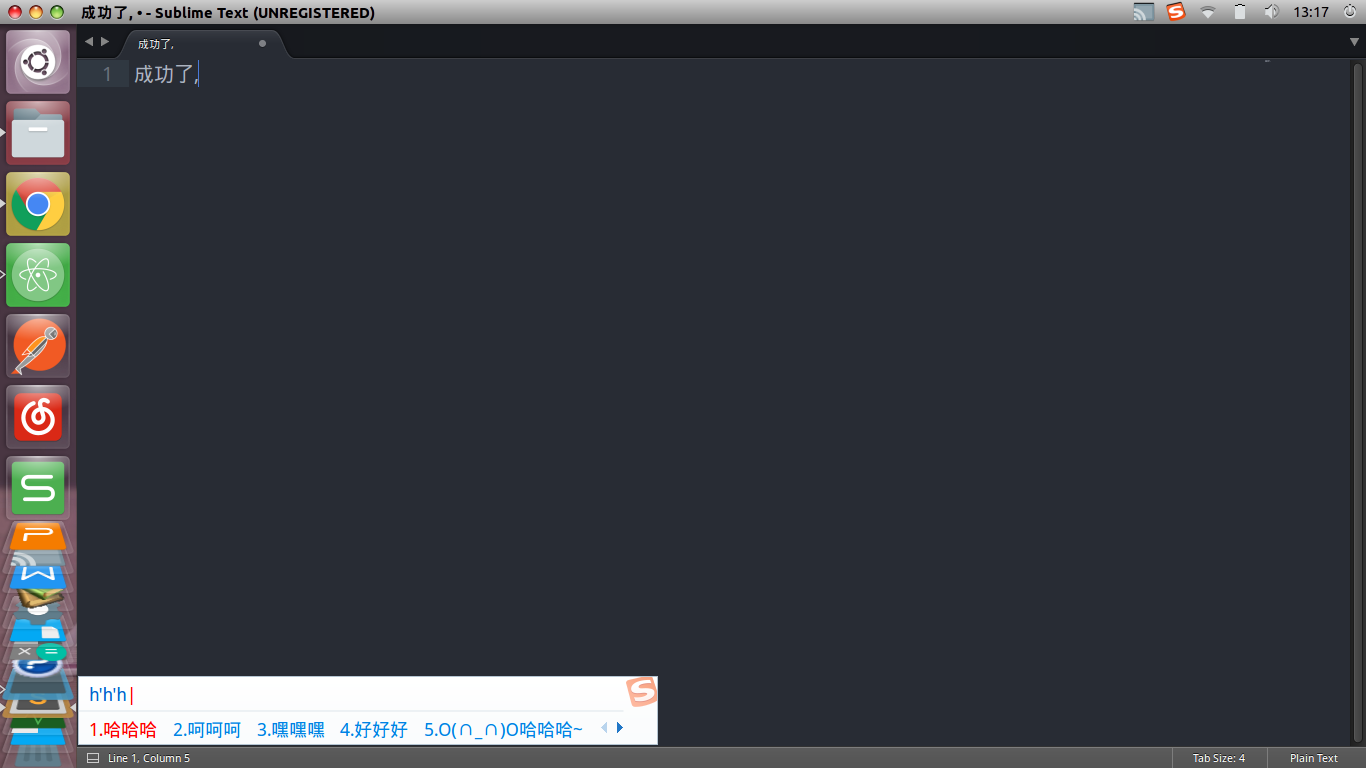 成功了, • - Sublime Text (UNREGISTERED)
13:17
成功了,
1 成功了,
h'h'h
1.哈哈哈 2.呵呵呵 3.嘿嘿嘿 4.好好好 5.O(∩_∩)O哈哈哈~
Line 1, Column 5
Tab Size: 4
Plain Text